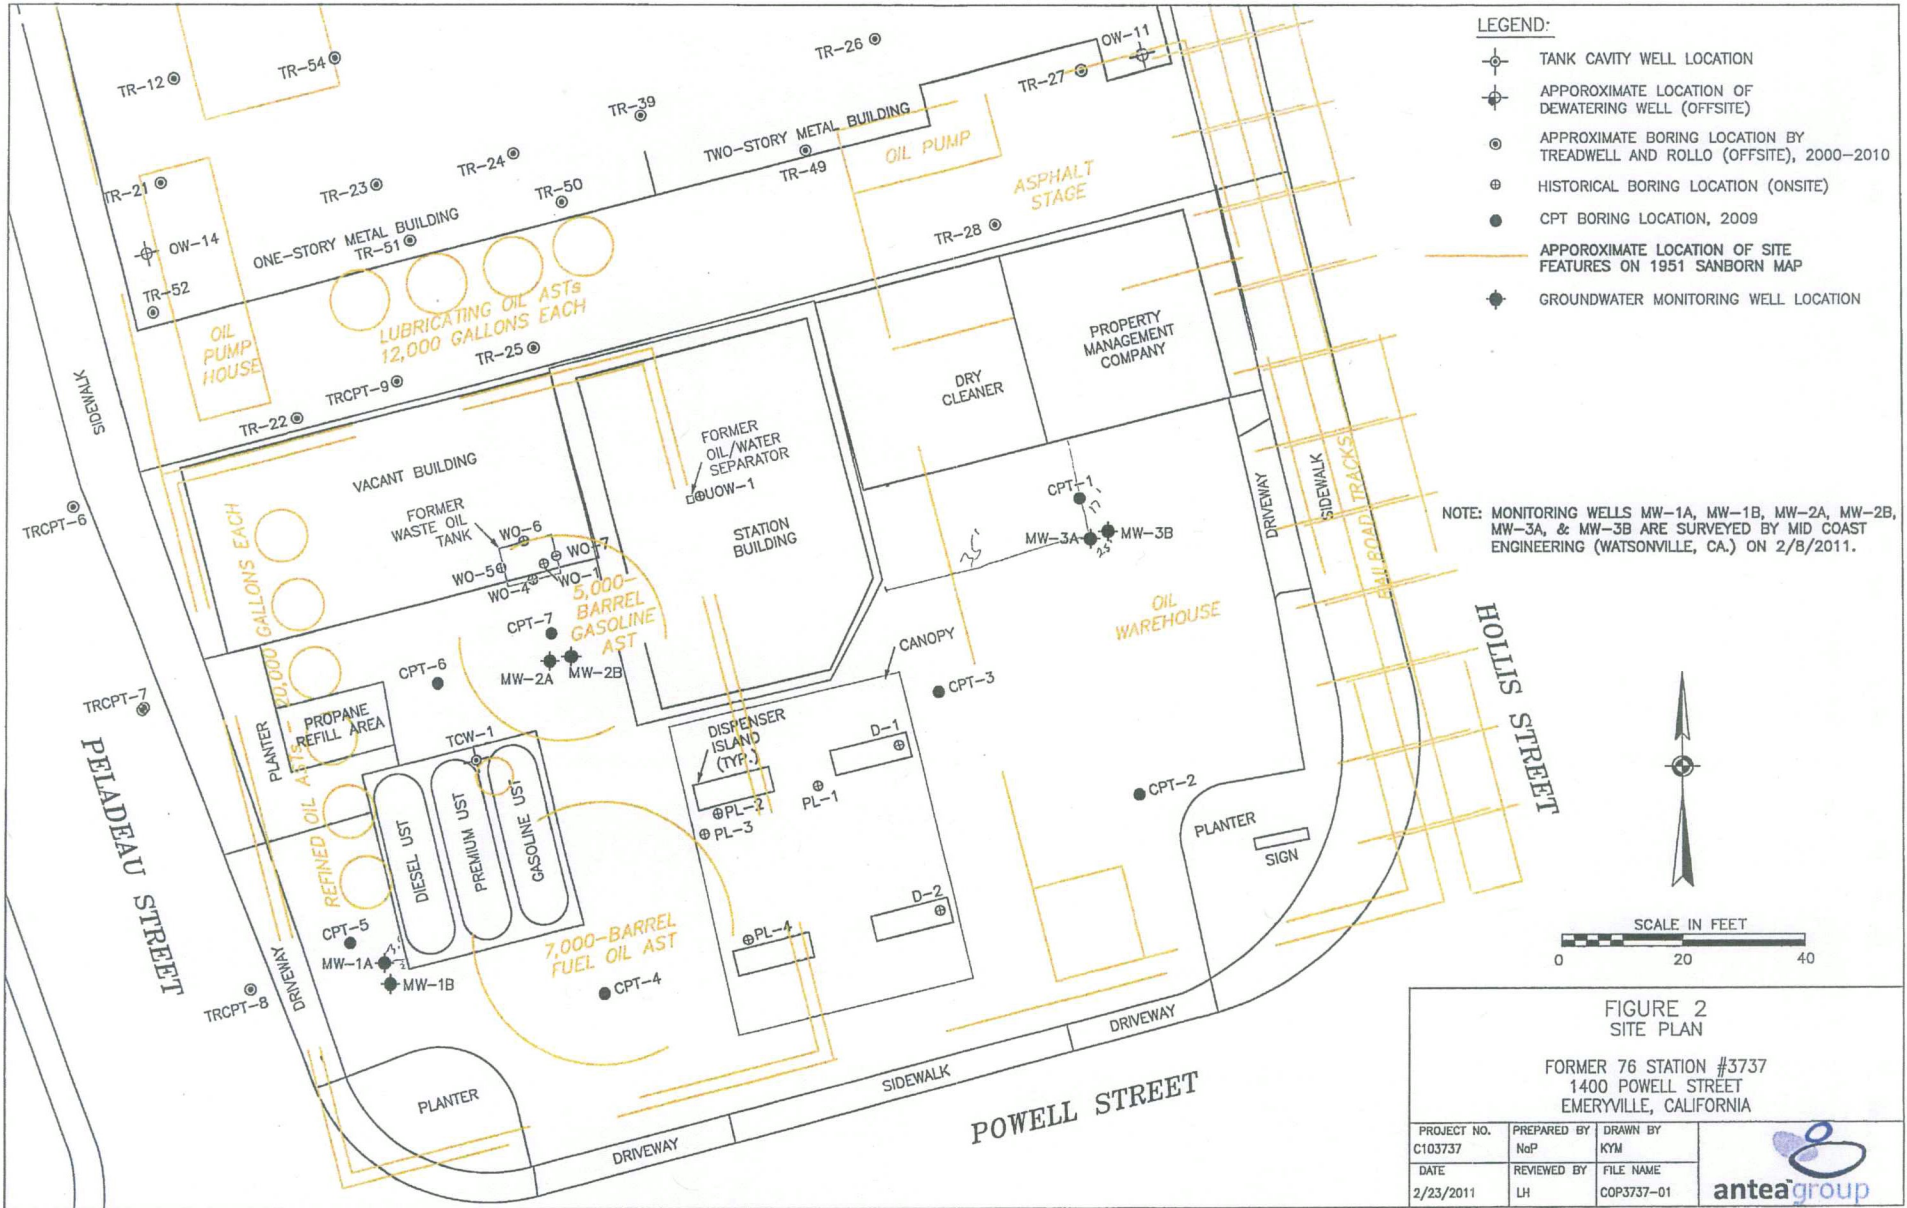 LEGEND:
TANK CAVITY WELL LOCATION
APPOROXIMATE LOCATION OF
DEWATERING WELL (OFFSITE)
APPROXIMATE BORING LOCATION BY
TREADWELL AND ROLLO (OFFSITE), 2000-2010
HISTORICAL BORING LOCATION (ONSITE)
CPT BORING LOCATION, 2009
APPOROXIMATE LOCATION OF SITE
FEATURES ON 1951 SANBORN MAP
GROUNDWATER MONITORING WELL LOCATION
TR-12
TR-54
TR-26
OW-11
TR-27
TR-39
TWO-STORY METAL BUILDING
OIL PUMP
TR-24
TR-49
ASPHALT
STAGE
TR-21
TR-23
TR-50
OW-14
ONE-STORY METAL BUILDING
TR-51
TR-28
TR-52
LUBRICATING OIL ASTs
12,000 GALLONS EACH
OIL
PUMP
HOUSE
TR-25
PROPERTY
MANAGEMENT
COMPANY
SIDEWALK
TRCPT-9
DRY
CLEANER
TR-22
VACANT BUILDING
FORMER
OIL/WATER
SEPARATOR
UOW-1
STATION
BUILDING
FORMER
WASTE OIL
TANK
WO-6
WO-7
WO-5
WO-1
WO-4
CPT-1
17'
MW-3A
MW-3B
35'
25
DRIVEWAY
SIDEWALK
RAILROAD TRACKS
TRCPT-6
NOTE: MONITORING WELLS MW-1A, MW-1B, MW-2A, MW-2B,
MW-3A, & MW-3B ARE SURVEYED BY MID COAST
ENGINEERING (WATSONVILLE, CA.) ON 2/8/2011.
5,000-
BARREL
GASOLINE
AST
OIL
WAREHOUSE
CPT-7
MW-2A
MW-2B
CPT-6
CANOPY
CPT-3
REFINED OIL ASTs - 20,000 GALLONS EACH
TRCPT-7
PLANTER
PROPANE
REFILL AREA
TCW-1
DISPENSER
ISLAND
(TYP.)
D-1
PL-2
PL-3
PL-1
CPT-2
HOLLIS STREET
PELADEAU STREET
DIESEL UST
PREMIUM UST
GASOLINE UST
PLANTER
SIGN
D-2
PL-4
CPT-5
MW-1A
MW-1B
7,000-BARREL
FUEL OIL AST
CPT-4
TRCPT-8
DRIVEWAY
SCALE IN FEET
0 20 40
DRIVEWAY
SIDEWALK
PLANTER
DRIVEWAY
POWELL STREET
FIGURE 2
SITE PLAN
FORMER 76 STATION #3737
1400 POWELL STREET
EMERYVILLE, CALIFORNIA
PROJECT NO. PREPARED BY DRAWN BY
C103737 NaP KYM
DATE REVIEWED BY FILE NAME
2/23/2011 LH COP3737-01
antea group